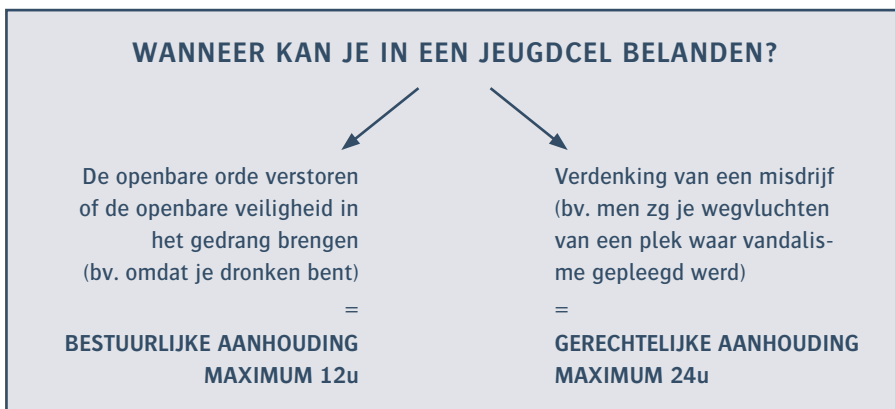 WANNEER KAN JE IN EEN JEUGDCEL BELANDEN?
De openbare orde verstoren
of de openbare veiligheid in
het gedrang brengen
(bv. omdat je dronken bent)
=
BESTUURLIJKE AANHOUDING
MAXIMUM 12u
Verdenking van een misdrijf
(bv. men zg je wegvluchten
van een plek waar vandalis-
me gepleegd werd)
=
GERECHTELIJKE AANHOUDING
MAXIMUM 24u